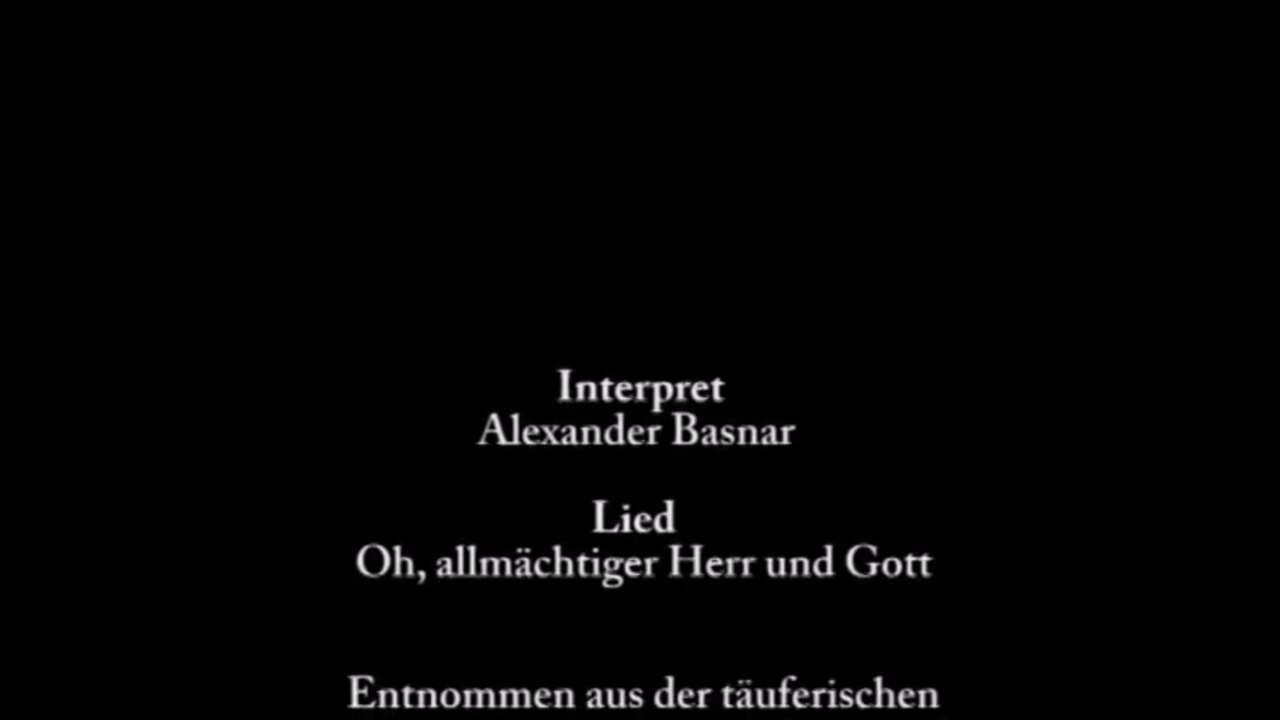 Interpret
Alexander Basnar
Lied
Oh, allmächtiger Herr und Gott
Entnommen aus der täuferischen